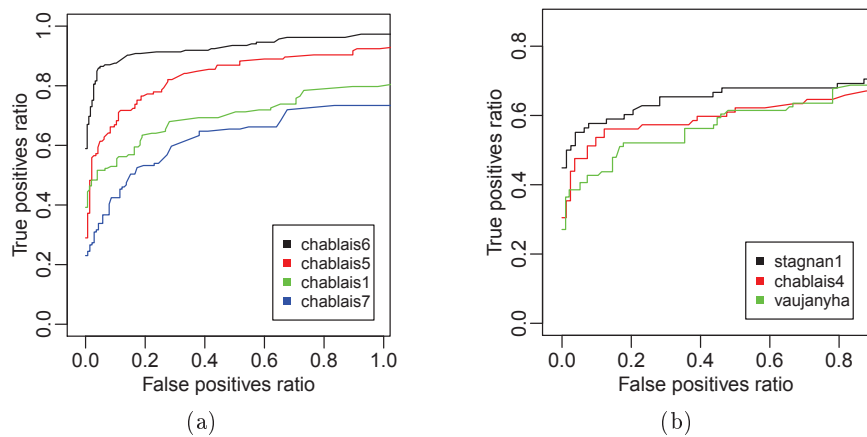 1.0
0.8
0.6
0.4
0.2
0.0
True positives ratio
chablais6
chablais5
chablais1
chablais7
0.0 0.2 0.4 0.6 0.8 1.0
False positives ratio
(a)
0.8
0.6
0.4
0.2
0.0
True positives ratio
stagnan1
chablais4
vaujanyha
0.0 0.2 0.4 0.6 0.8
False positives ratio
(b)